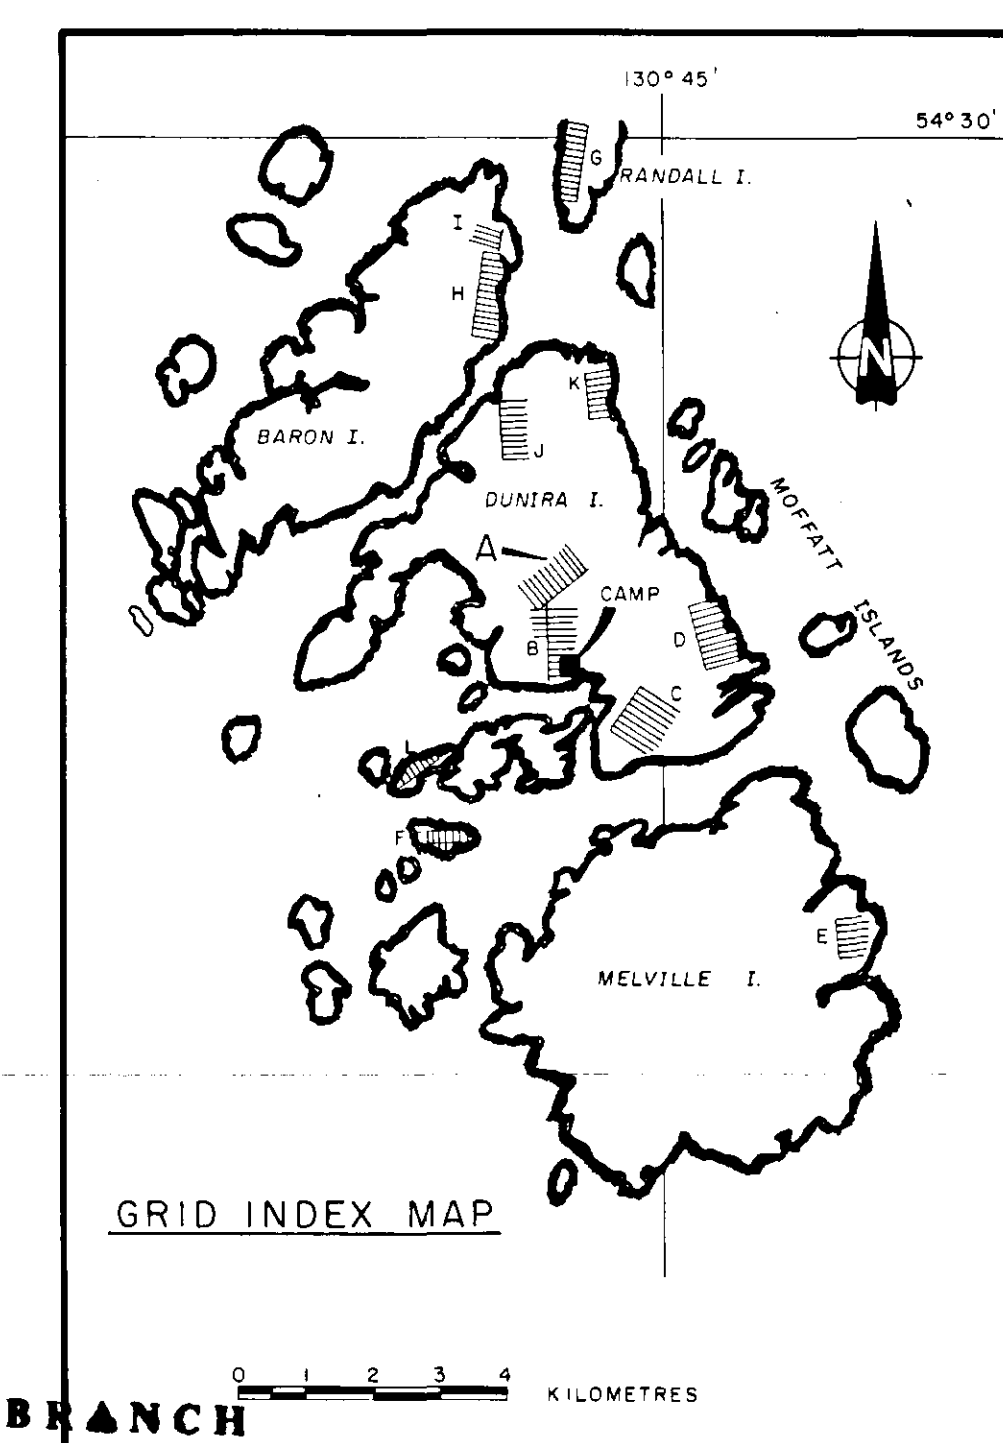 130° 45'
54° 30'
G
RANDALL I.
I
H
K
BARON I.
J
DUNIRA I.
MOFFATT ISLANDS
A
CAMP
B
D
C
L
F
E
MELVILLE I.
N
GRID INDEX MAP
0 1 2 3 4
KILOMETRES
BRANCH